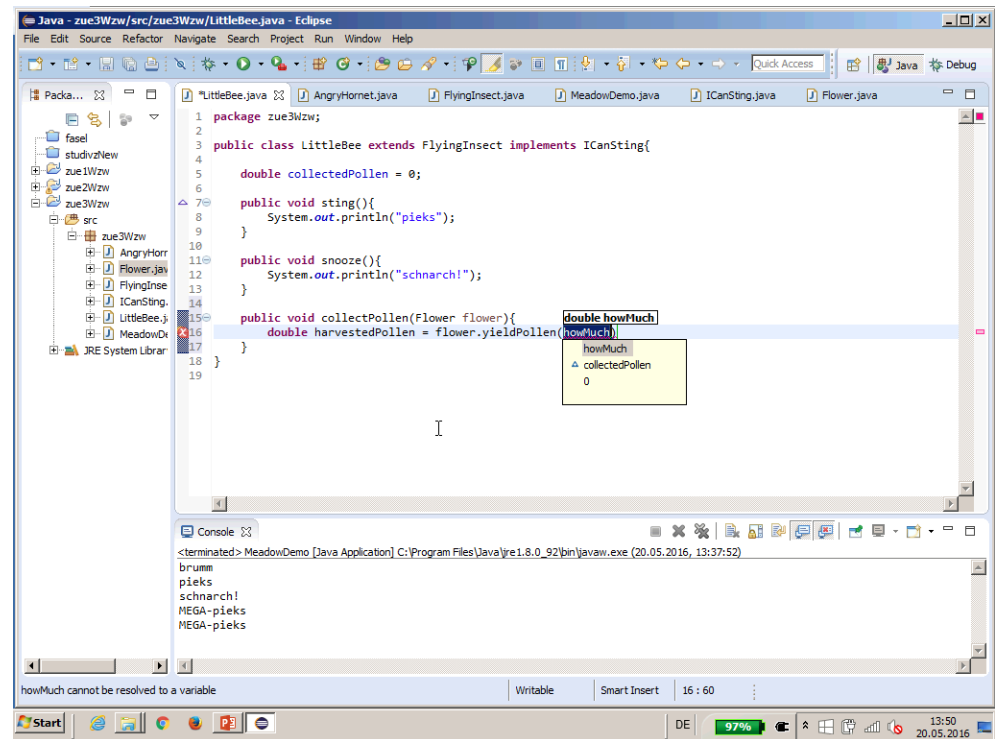 Java - zue3Wzw/src/zue3Wzw/LittleBee.java - Eclipse
File Edit Source Refactor Navigate Search Project Run Window Help
Quick Access Java Debug
Packa...
*LittleBee.java AngryHornet.java FlyingInsect.java MeadowDemo.java ICanSting.java Flower.java
fasel
studivzNew
zue1Wzw
zue2Wzw
zue3Wzw
src
zue3Wzw
AngryHorr
Flower.jav
FlyingInse
ICanSting.
LittleBee.j
MeadowDe
JRE System Librar
1 package zue3Wzw;
2
3 public class LittleBee extends FlyingInsect implements ICanSting{
4
5 double collectedPollen = 0;
6
7 public void sting(){
8 System.out.println("pieks");
9 }
10
11 public void snooze(){
12 System.out.println("schnarch!");
13 }
14
15 public void collectPollen(Flower flower){
16 double harvestedPollen = flower.yieldPollen(howMuch)
17 }
18 }
19
double howMuch
howMuch
collectedPollen
0
Console
<terminated> MeadowDemo [Java Application] C:\Program Files\Java\jre1.8.0_92\bin\javaw.exe (20.05.2016, 13:37:52)
brumm
pieks
schnarch!
MEGA-pieks
MEGA-pieks
howMuch cannot be resolved to a variable Writable Smart Insert 16 : 60
Start DE 97% 13:50
20.05.2016